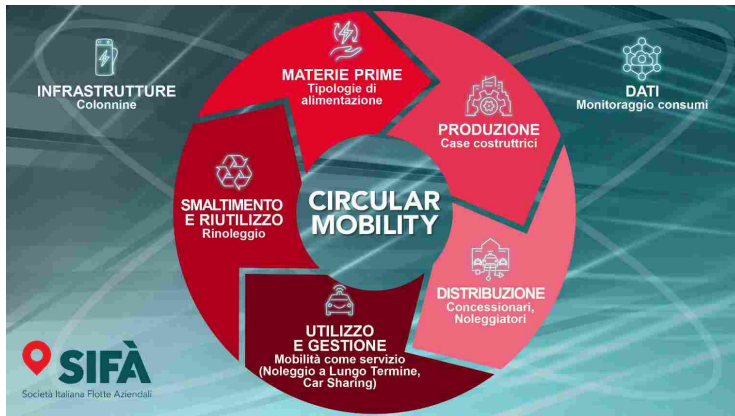 INFRASTRUTTURE
Colonnine
MATERIE PRIME
Tipologie di
alimentazione
DATI
Monitoraggio consumi
PRODUZIONE
Case costruttrici
SMALTIMENTO
E RIUTILIZZO
Rinoleggio
CIRCULAR
MOBILITY
DISTRIBUZIONE
Concessionari,
Noleggiatori
UTILIZZO
E GESTIONE
Mobilità come servizio
(Noleggio a Lungo Termine,
Car Sharing)
SIFÀ
Società Italiana Flotte Aziendali